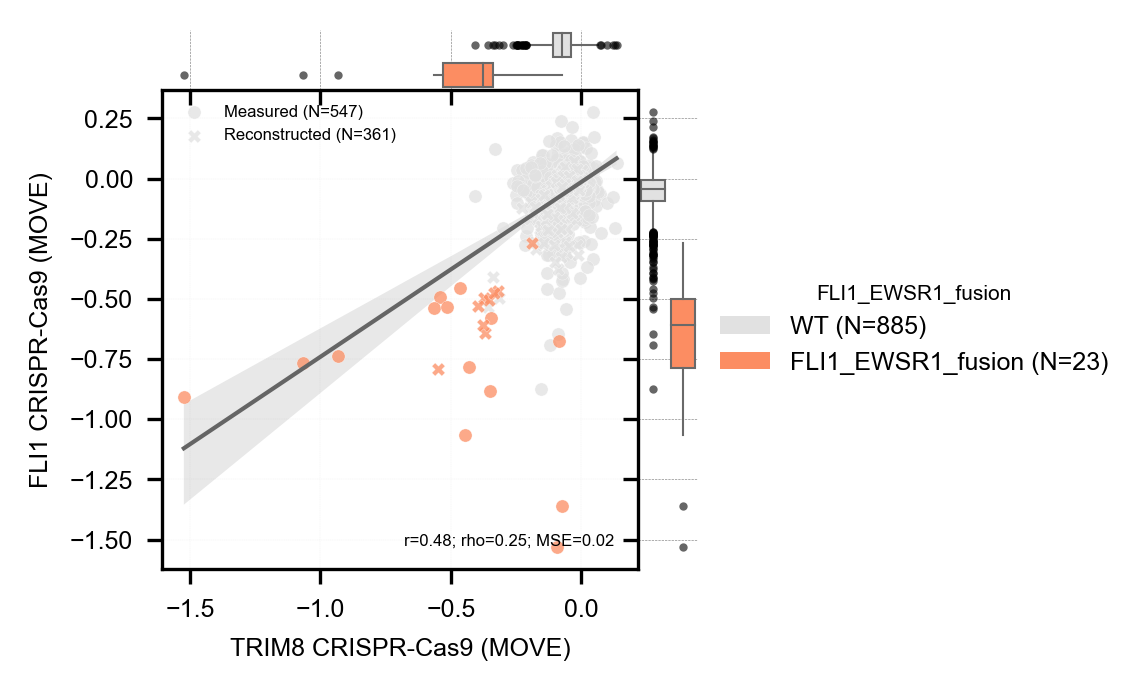 Measured (N=547)
Reconstructed (N=361)
0.25
0.00
−0.25
−0.50
−0.75
−1.00
−1.25
−1.50
FLI1 CRISPR-Cas9 (MOVE)
r=0.48; rho=0.25; MSE=0.02
−1.5
−1.0
−0.5
0.0
TRIM8 CRISPR-Cas9 (MOVE)
FLI1_EWSR1_fusion
WT (N=885)
FLI1_EWSR1_fusion (N=23)